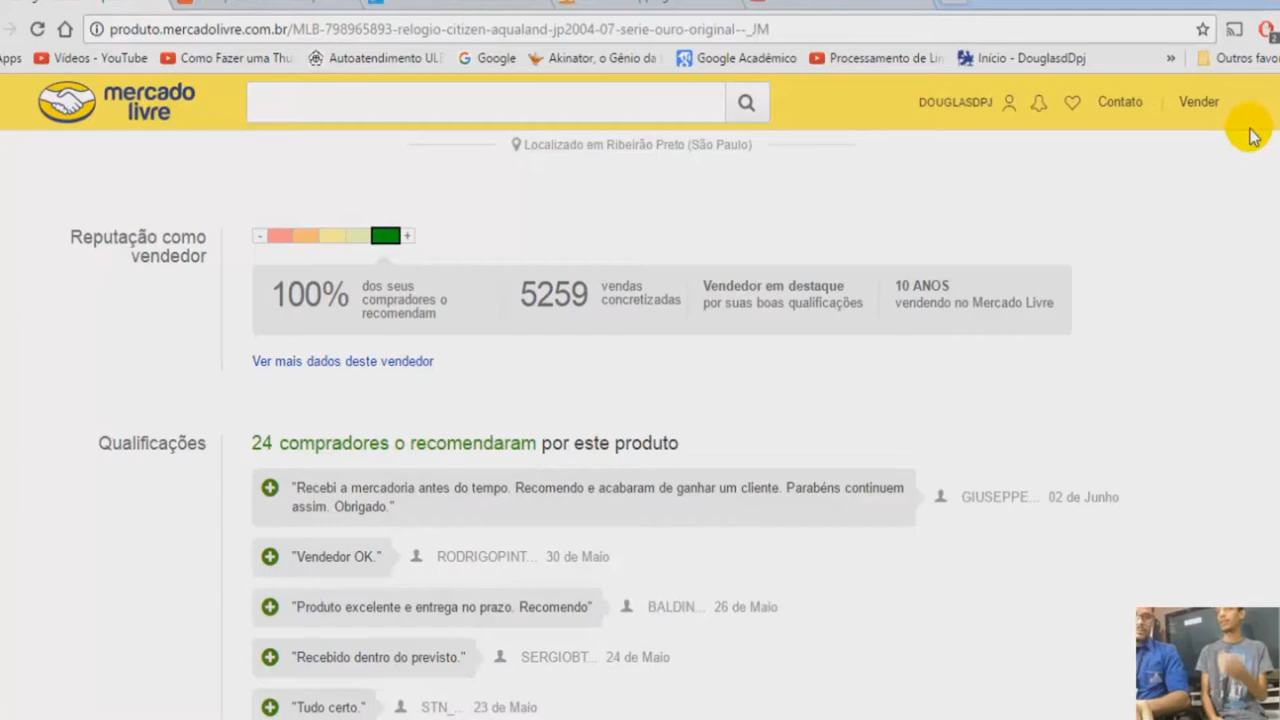 produto.mercadolivre.com.br/MLB-798965893-relogio-citizen-aqualand-jp2004-07-serie-ouro-original--_JM
Apps Vídeos - YouTube Como Fazer uma Thu Autoatendimento ULE Google Akinator, o Gênio da Google Acadêmico Processamento de Lin Início - DouglasdDpj » Outros favor
mercado
livre
DOUGLASDPJ Contato Vender
Localizado em Ribeirão Preto (São Paulo)
Reputação como
vendedor
- +
100% dos seus
compradores o
recomendam
5259 vendas
concretizadas
Vendedor em destaque
por suas boas qualificações
10 ANOS
vendendo no Mercado Livre
Ver mais dados deste vendedor
Qualificações
24 compradores o recomendaram por este produto
"Recebi a mercadoria antes do tempo. Recomendo e acabaram de ganhar um cliente. Parabéns continuem
assim. Obrigado."
GIUSEPPE... 02 de Junho
"Vendedor OK." RODRIGOPINT... 30 de Maio
"Produto excelente e entrega no prazo. Recomendo" BALDIN... 26 de Maio
"Recebido dentro do previsto." SERGIOBT... 24 de Maio
"Tudo certo." STN_... 23 de Maio